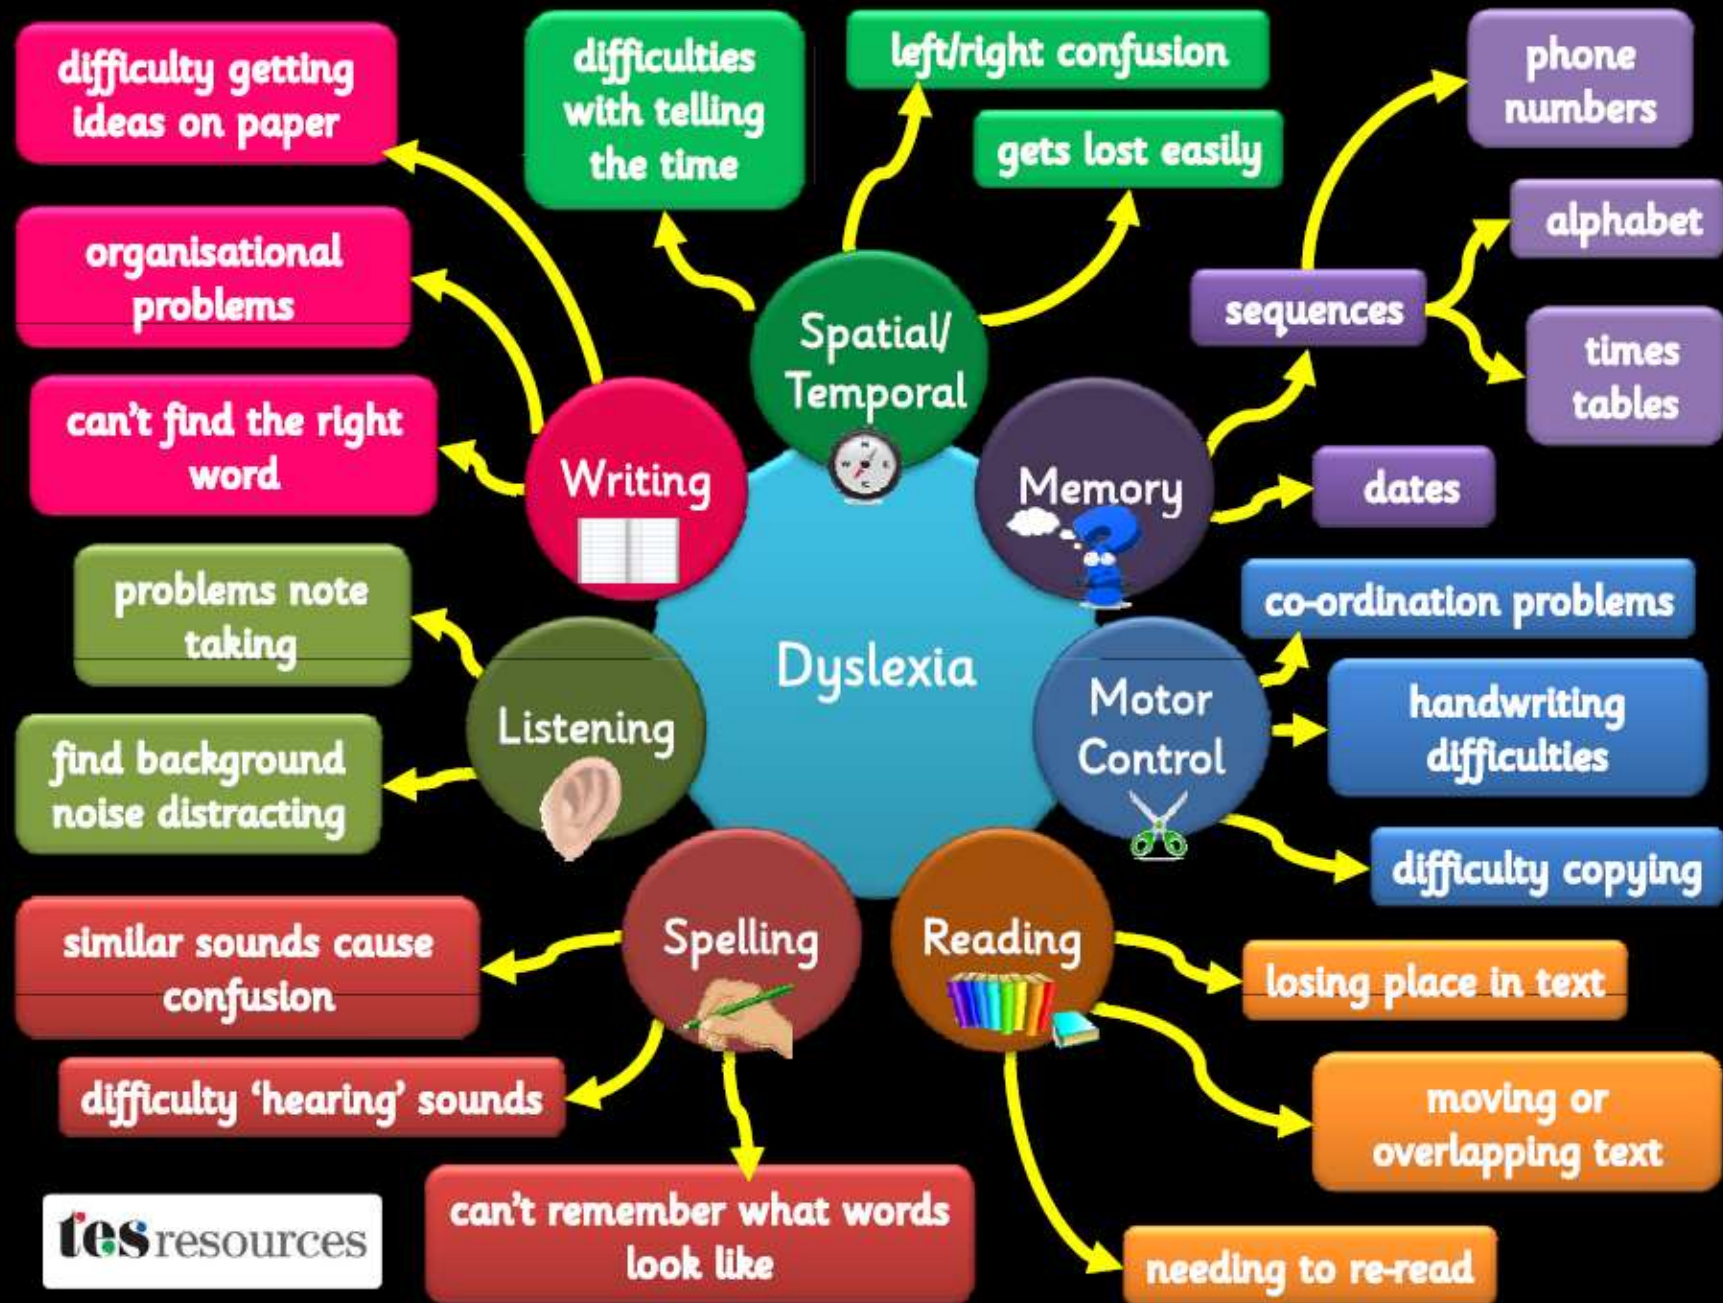 difficulty getting
ideas on paper
organisational
problems
can't find the right
word
Writing
difficulties
with telling
the time
left/right confusion
gets lost easily
Spatial/
Temporal
phone
numbers
alphabet
times
tables
sequences
dates
Memory
Dyslexia
co-ordination problems
handwriting
difficulties
difficulty copying
Motor
Control
problems note
taking
find background
noise distracting
Listening
similar sounds cause
confusion
difficulty 'hearing' sounds
can't remember what words
look like
Spelling
Reading
losing place in text
moving or
overlapping text
needing to re-read
tes resources